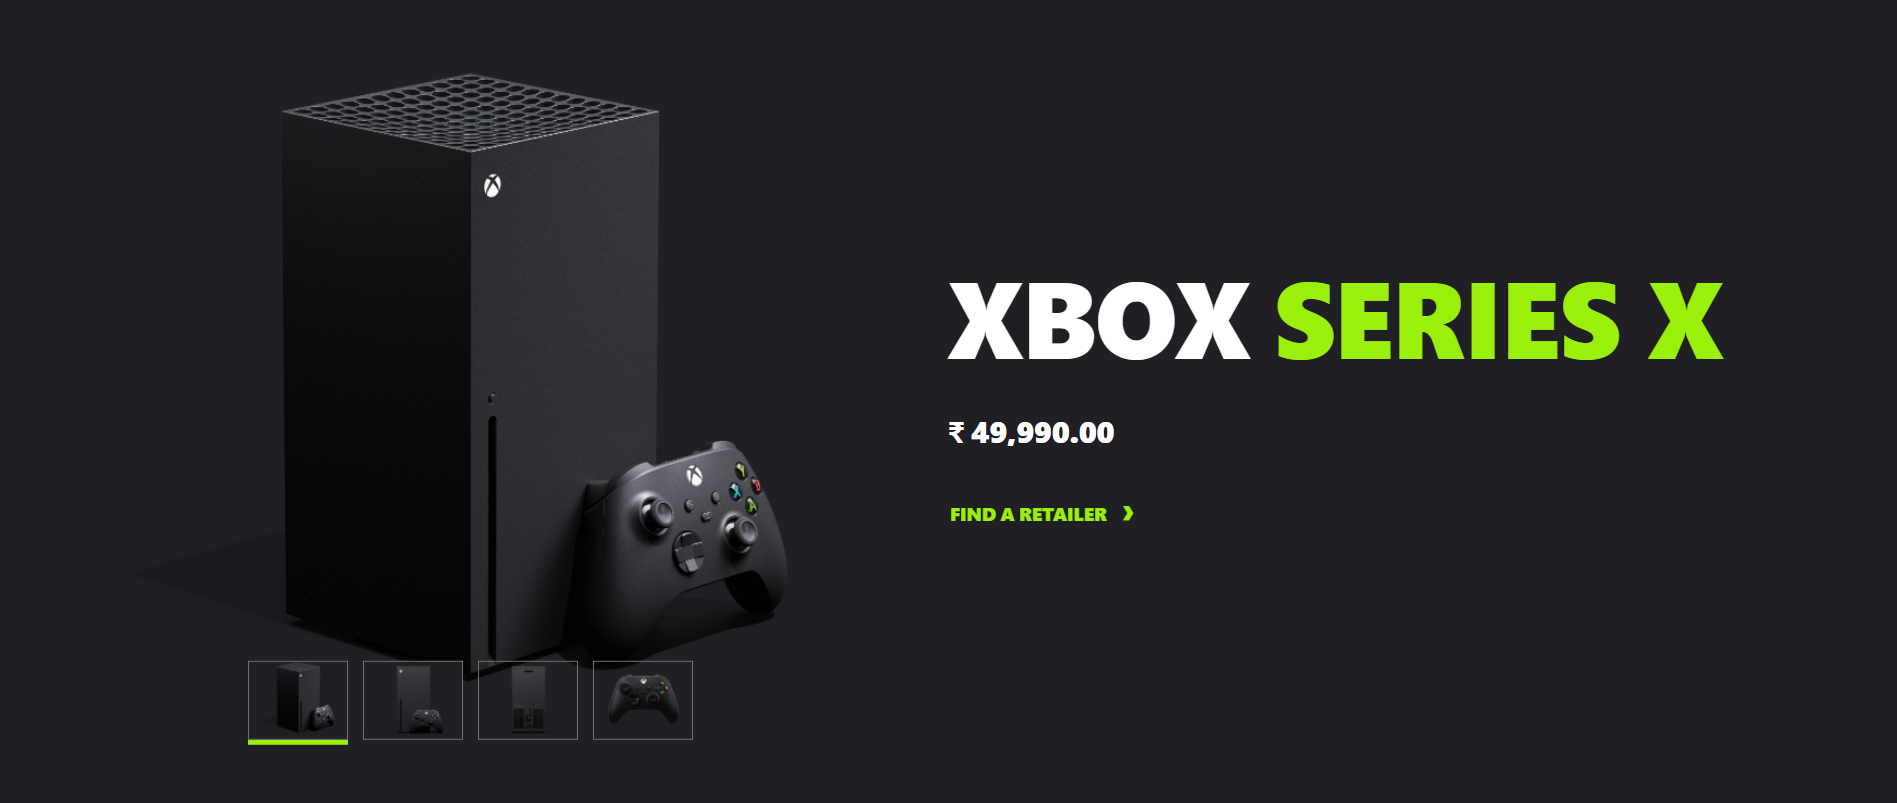 XBOX SERIES X
₹ 49,990.00
FIND A RETAILER
Y
X
B
A